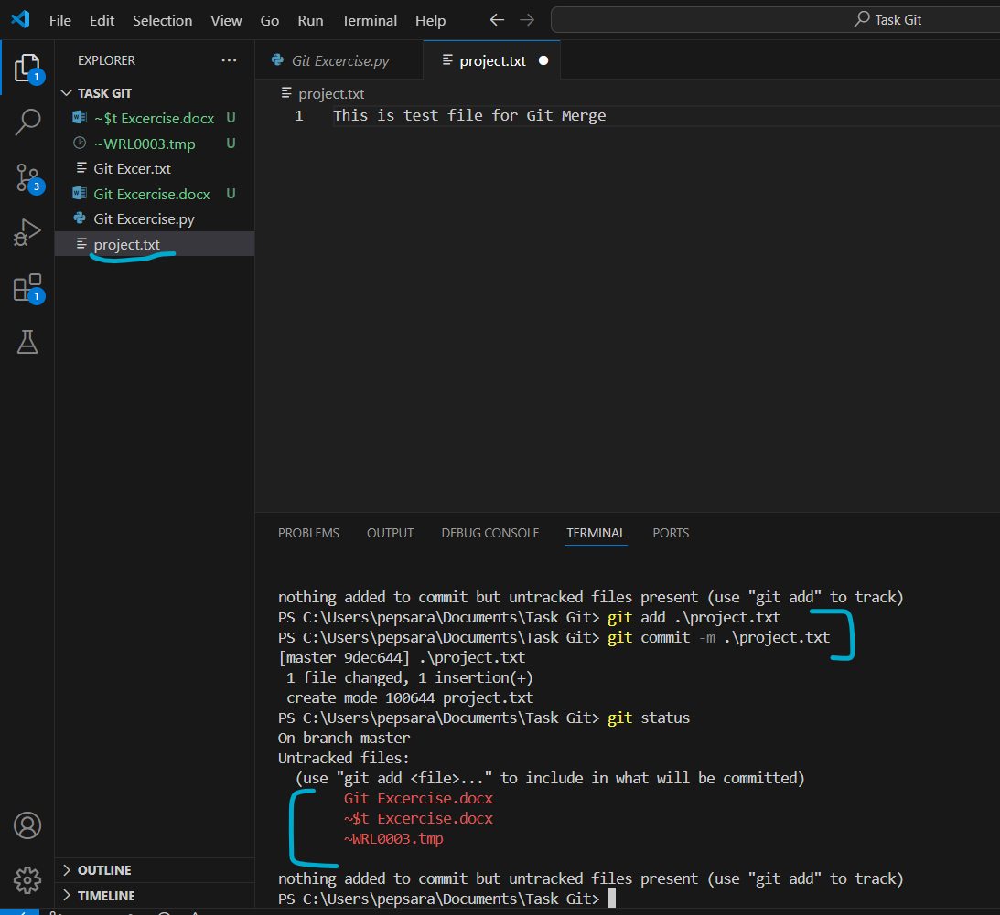 File Edit Selection View Go Run Terminal Help
Task Git
EXPLORER
Git Excercise.py
project.txt
TASK GIT
project.txt
~$t Excercise.docx U
1 This is test file for Git Merge
~WRL0003.tmp U
Git Excer.txt
Git Excercise.docx U
Git Excercise.py
project.txt
1
3
1
PROBLEMS OUTPUT DEBUG CONSOLE TERMINAL PORTS
nothing added to commit but untracked files present (use "git add" to track)
PS C:\Users\pepsara\Documents\Task Git> git add .\project.txt
PS C:\Users\pepsara\Documents\Task Git> git commit -m .\project.txt
[master 9dec644] .\project.txt
1 file changed, 1 insertion(+)
create mode 100644 project.txt
PS C:\Users\pepsara\Documents\Task Git> git status
On branch master
Untracked files:
(use "git add <file>..." to include in what will be committed)
Git Excercise.docx
~$t Excercise.docx
~WRL0003.tmp
nothing added to commit but untracked files present (use "git add" to track)
PS C:\Users\pepsara\Documents\Task Git>
OUTLINE
TIMELINE